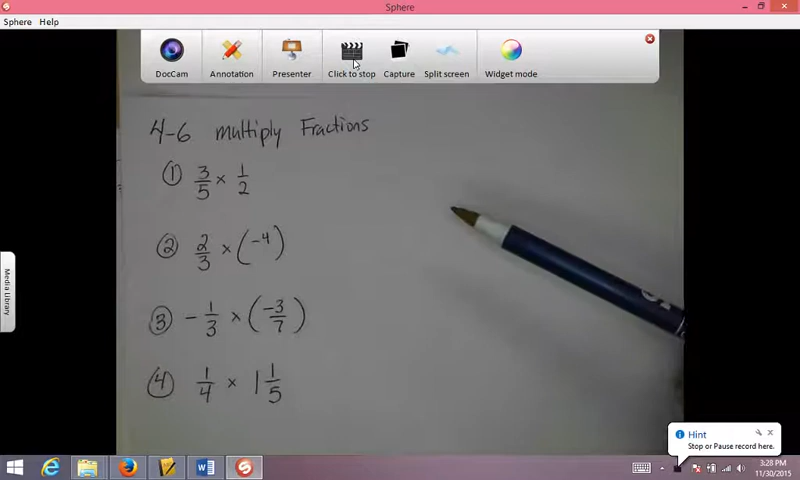 Sphere
Sphere Help
DocCam Annotation Presenter Click to stop Capture Split screen Widget mode
4-6 multiply Fractions
① 3/5 × 1/2
② 2/3 × (-4)
③ - 1/3 × (-3/7)
④ 1/4 × 1 1/5
Media Library
Hint
Stop or Pause record here.
3:28 PM
11/30/2015